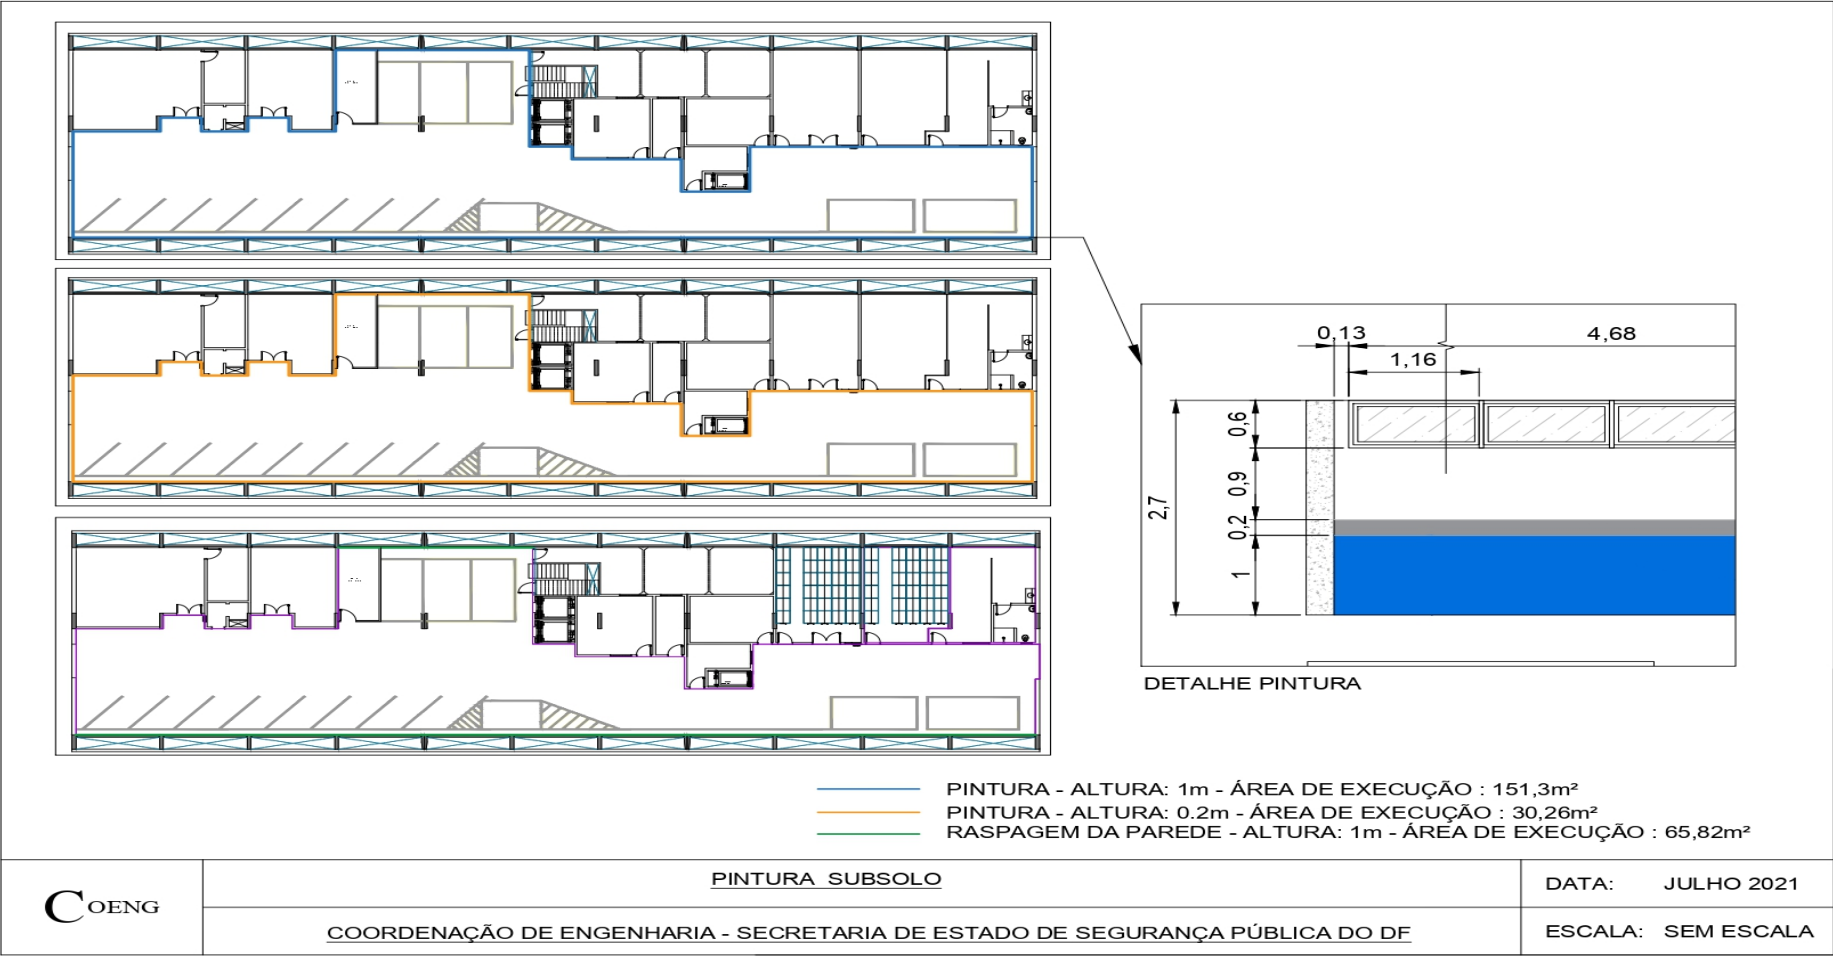 0,13
4,68
1,16
0,6
0,9
0,2
1
2,7
DETALHE PINTURA
PINTURA - ALTURA: 1m - ÁREA DE EXECUÇÃO : 151,3m²
PINTURA - ALTURA: 0.2m - ÁREA DE EXECUÇÃO : 30,26m²
RASPAGEM DA PAREDE - ALTURA: 1m - ÁREA DE EXECUÇÃO : 65,82m²
COENG
PINTURA SUBSOLO
DATA: JULHO 2021
COORDENAÇÃO DE ENGENHARIA - SECRETARIA DE ESTADO DE SEGURANÇA PÚBLICA DO DF
ESCALA: SEM ESCALA